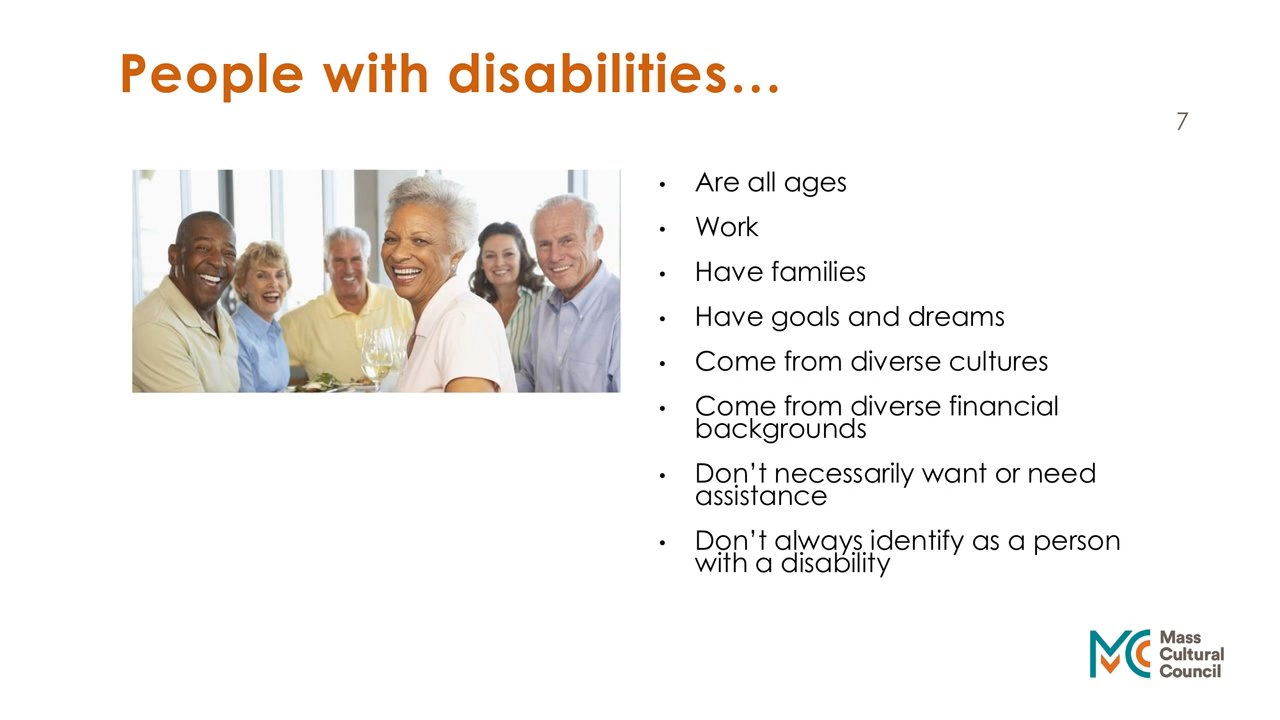 People with disabilities…
7
• Are all ages
• Work
• Have families
• Have goals and dreams
• Come from diverse cultures
• Come from diverse financial
backgrounds
• Don’t necessarily want or need
assistance
• Don’t always identify as a person
with a disability
MCC
Mass
Cultural
Council